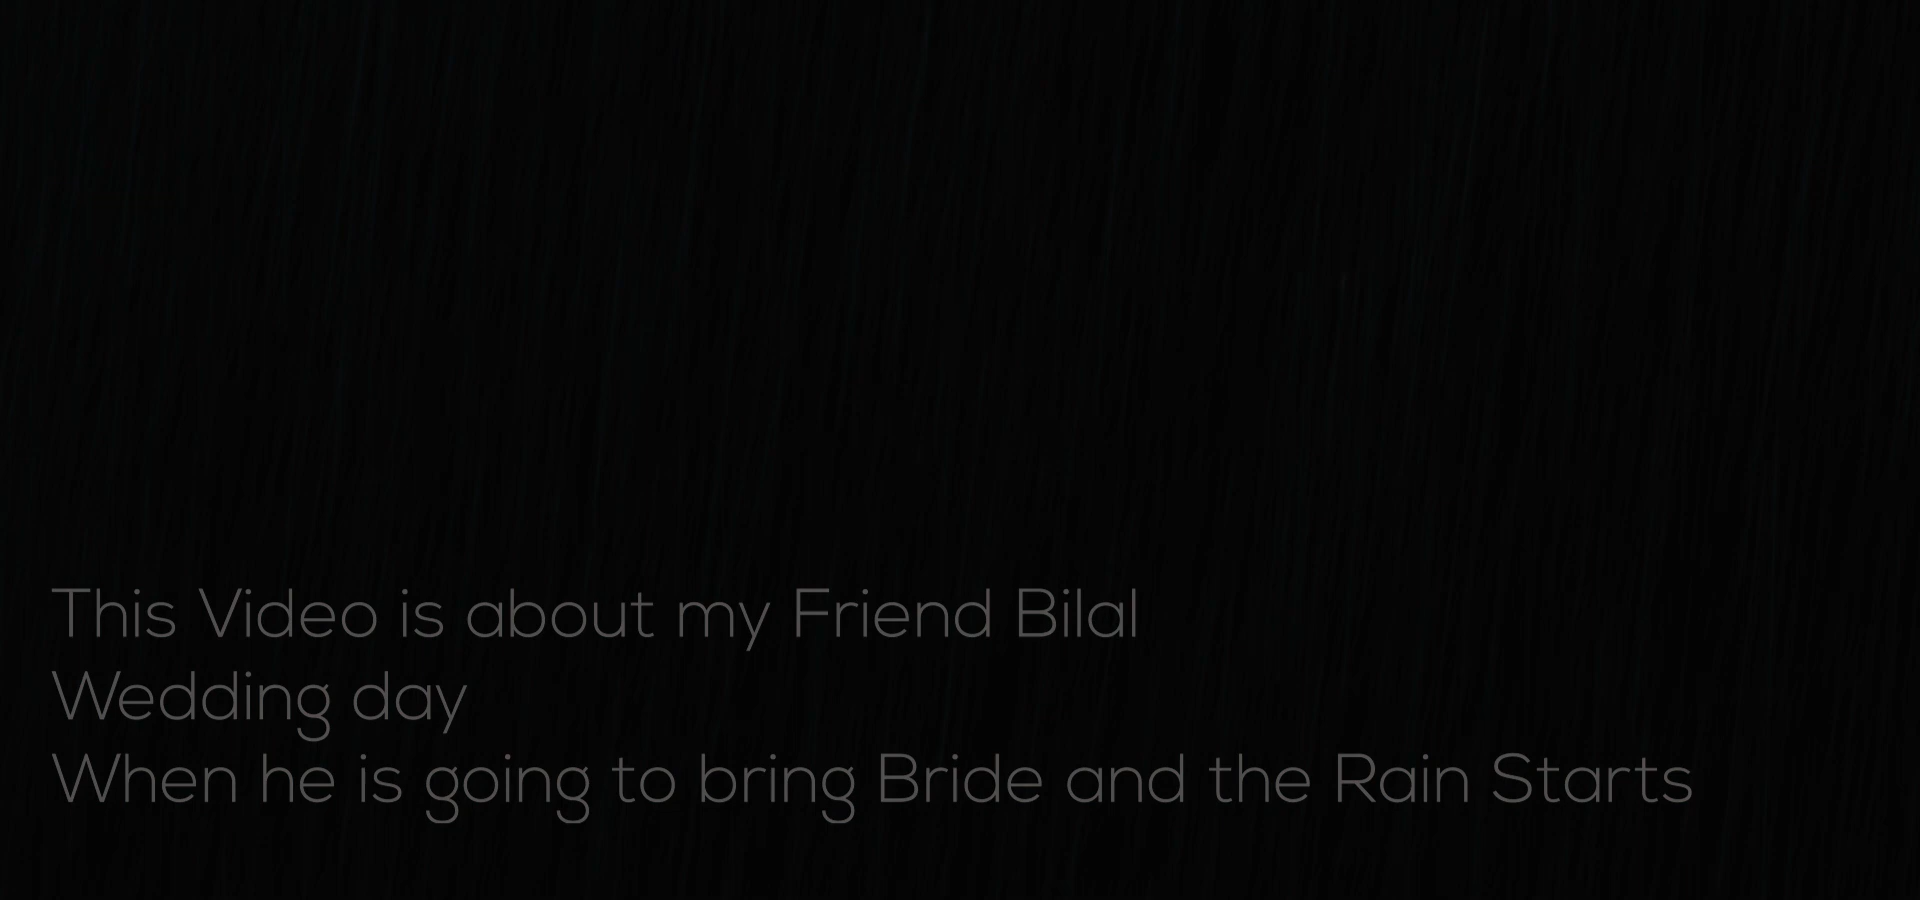 This Video is about my Friend Bilal
Wedding day
When he is going to bring Bride and the Rain Starts